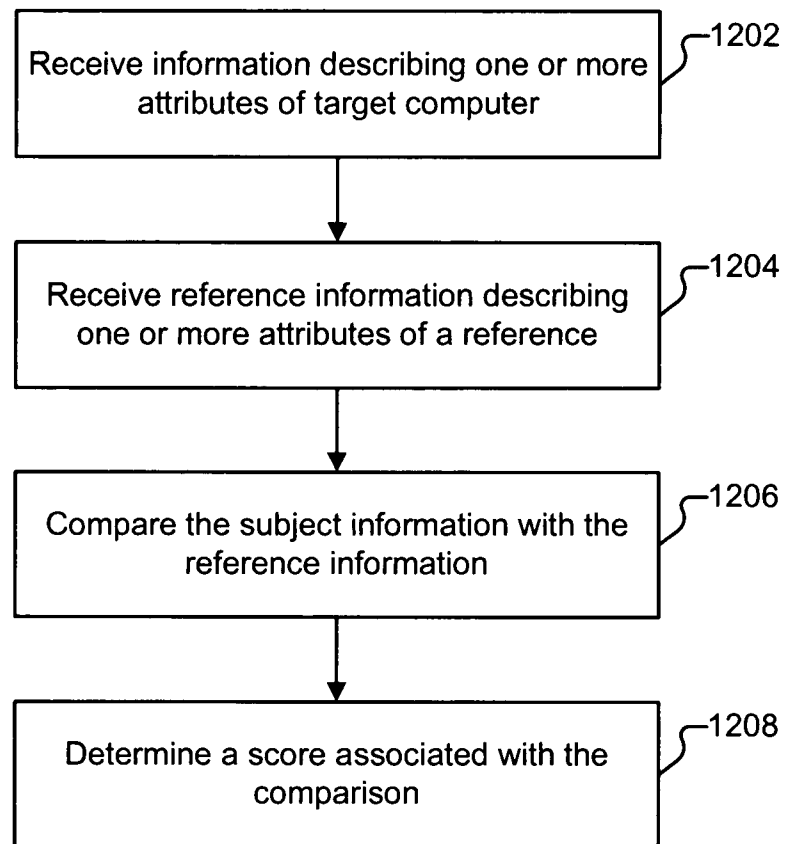 1202
Receive information describing one or more
attributes of target computer
1204
Receive reference information describing
one or more attributes of a reference
1206
Compare the subject information with the
reference information
1208
Determine a score associated with the
comparison